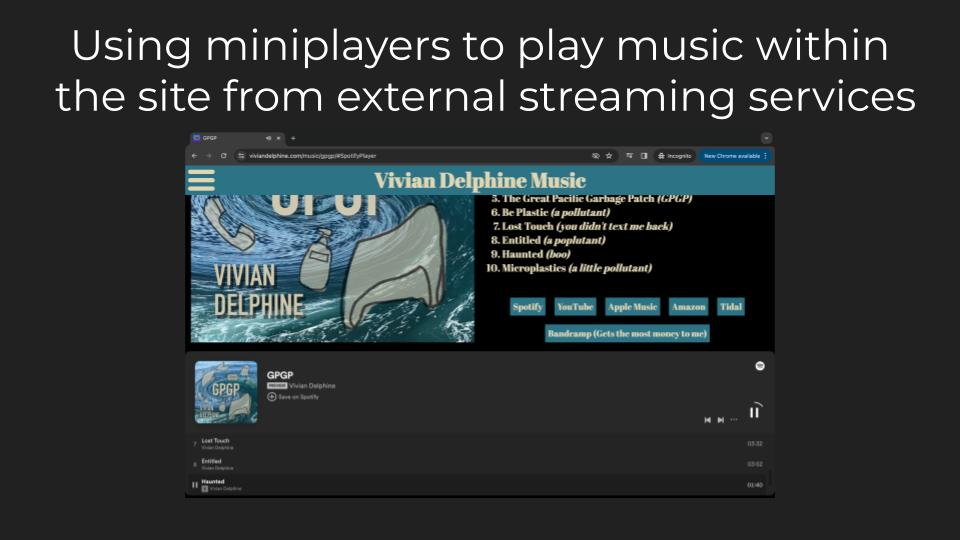 Using miniplayers to play music within
the site from external streaming services
GPGP
viviandelphine.com/music/gpgp/#SpotifyPlayer
Incognito
New Chrome available
Vivian Delphine Music
VIVIAN
DELPHINE
5. The Great Pacific Garbage Patch (GPGP)
6. Be Plastic (a pollutant)
7. Lost Touch (you didn't text me back)
8. Entitled (a poplutant)
9. Haunted (boo)
10. Microplastics (a little pollutant)
Spotify YouTube Apple Music Amazon Tidal
Bandcamp (Gets the most money to me)
GPGP
GPGP
PREVIEW Vivian Delphine
Save on Spotify
7 Lost Touch 03:32
Vivian Delphine
8 Entitled 03:02
Vivian Delphine
Haunted 01:40
E Vivian Delphine